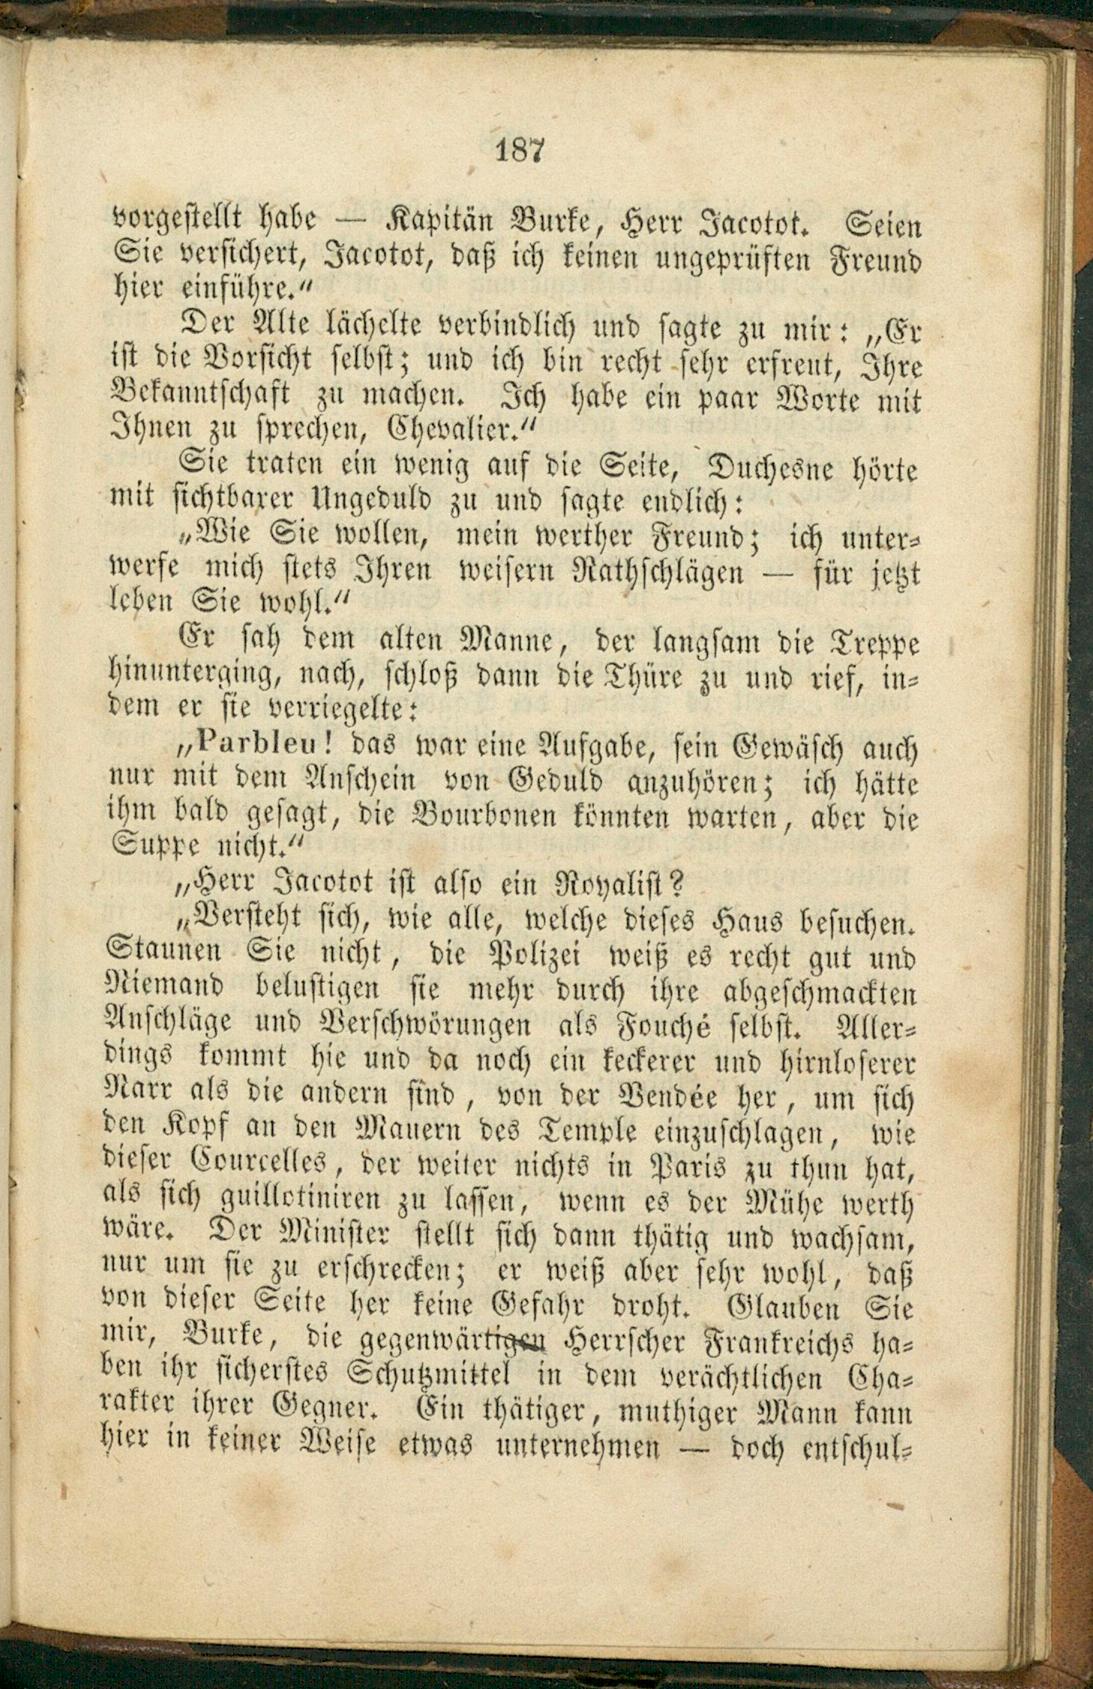 187
vorgestellt habe — Kapitän Burke, Herr Jacotot. Seien
Sie versichert, Jacotot, daß ich keinen ungeprüften Freund
hier einführe."
Der Alte lächelte verbindlich und sagte zu mir: „Er
ist die Vorsicht selbst; und ich bin recht sehr erfreut, Ihre
Bekanntschaft zu machen. Ich habe ein paar Worte mit
Ihnen zu sprechen, Chevalier."
Sie traten ein wenig auf die Seite, Duchesne hörte
mit sichtbarer Ungeduld zu und sagte endlich:
„Wie Sie wollen, mein werther Freund; ich unter-
werfe mich stets Ihren weisern Rathschlägen — für jetzt
leben Sie wohl."
Er sah dem alten Manne, der langsam die Treppe
hinunterging, nach, schloß dann die Thüre zu und rief, in-
dem er sie verriegelte:
„Parbleu! das war eine Aufgabe, sein Gewäsch auch
nur mit dem Anschein von Geduld anzuhören; ich hätte
ihm bald gesagt, die Bourbonen könnten warten, aber die
Suppe nicht."
„Herr Jacotot ist also ein Royalist?
„Versteht sich, wie alle, welche dieses Haus besuchen.
Staunen Sie nicht, die Polizei weiß es recht gut und
Niemand belustigen sie mehr durch ihre abgeschmackten
Anschläge und Verschwörungen als Fouché selbst. Aller-
dings kommt hie und da noch ein keckerer und hirnloserer
Narr als die andern sind, von der Vendée her, um sich
den Kopf an den Mauern des Temple einzuschlagen, wie
dieser Courcelles, der weiter nichts in Paris zu thun hat,
als sich guillotiniren zu lassen, wenn es der Mühe werth
wäre. Der Minister stellt sich dann thätig und wachsam,
nur um sie zu erschrecken; er weiß aber sehr wohl, daß
von dieser Seite her keine Gefahr droht. Glauben Sie
mir, Burke, die gegenwärtigen Herrscher Frankreichs ha-
ben ihr sicherstes Schutzmittel in dem verächtlichen Cha-
rakter ihrer Gegner. Ein thätiger, muthiger Mann kann
hier in keiner Weise etwas unternehmen — doch entschul-